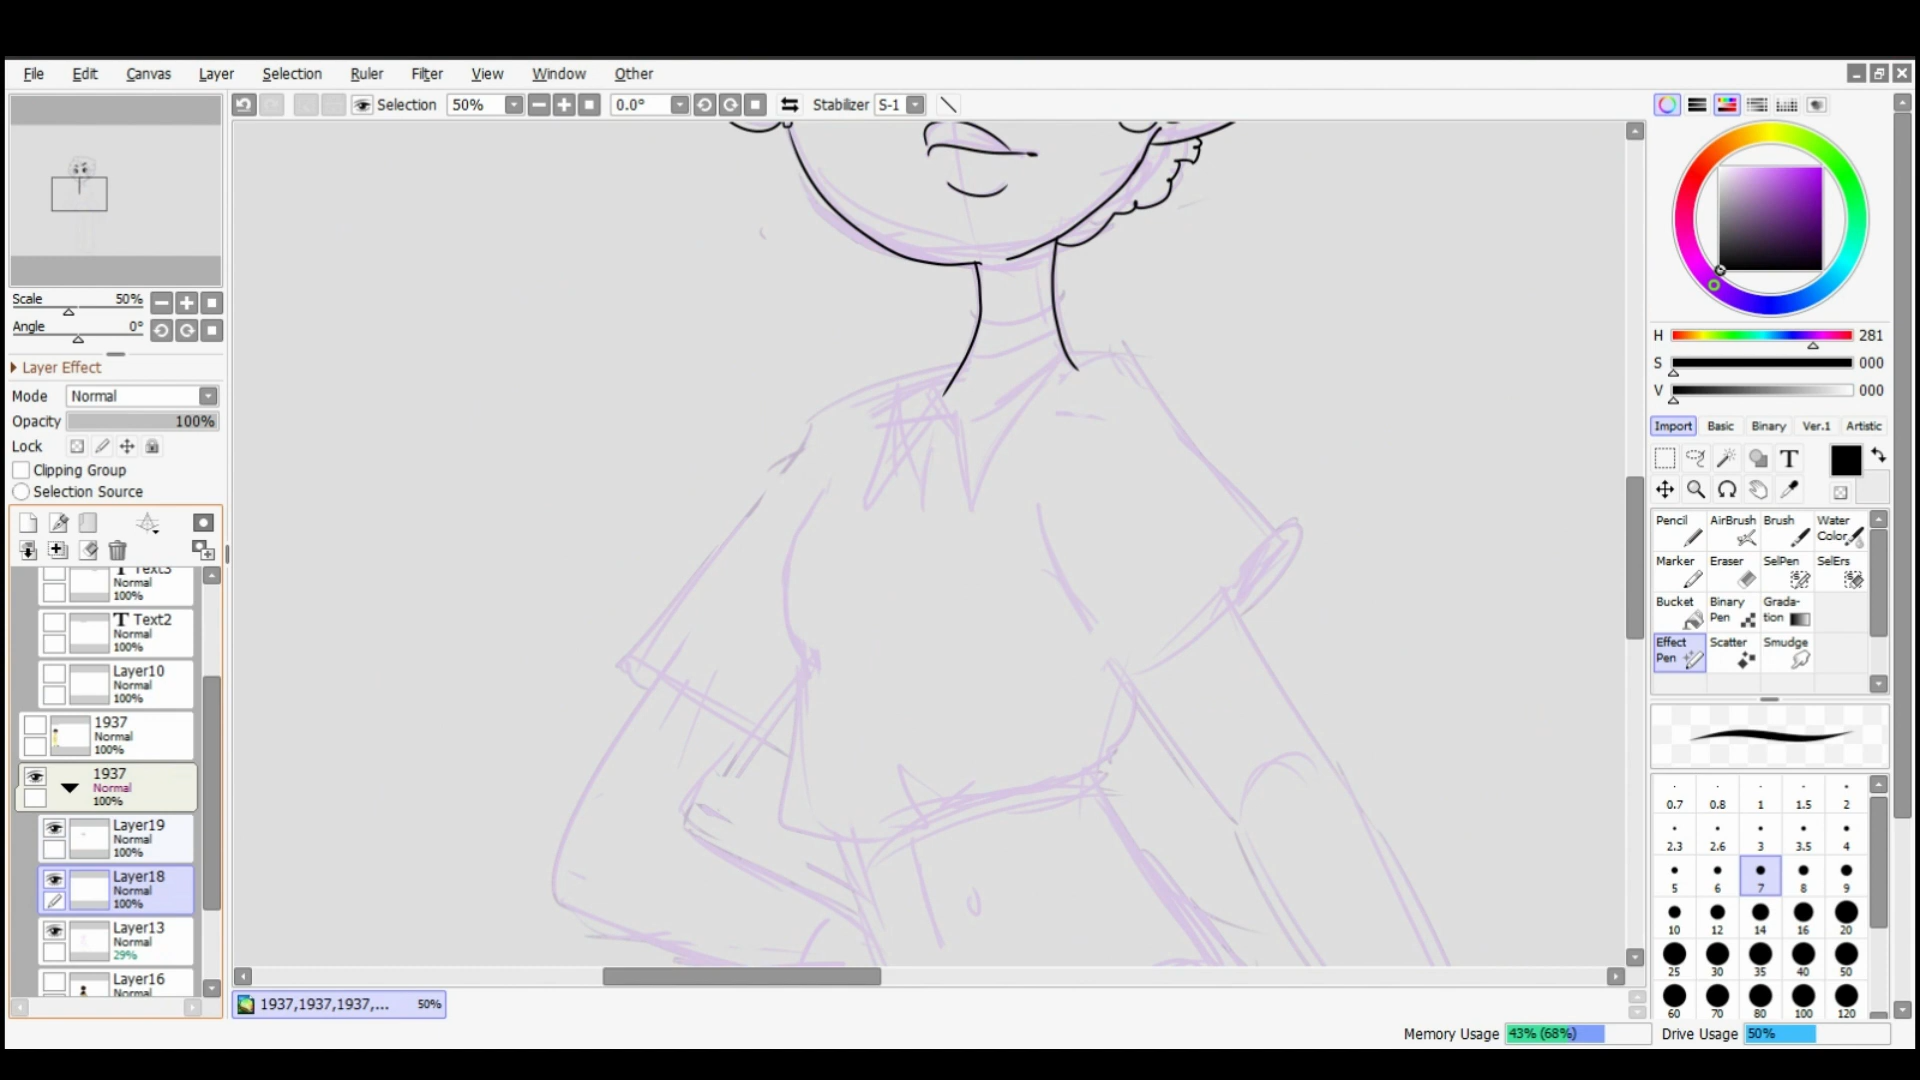 File Edit Canvas Layer Selection Ruler Filter View Window Other
Selection 50% 0.0° Stabilizer S-1
Scale 50%
Angle 0°
Layer Effect
Mode Normal
Opacity 100%
Lock
Clipping Group
Selection Source
Text3
Normal
100%
T Text2
Normal
100%
Layer10
Normal
100%
1937
Normal
100%
1937
Normal
100%
Layer19
Normal
100%
Layer18
Normal
100%
Layer13
Normal
29%
Layer16
Normal
1937,1937,1937,... 50%
H 281
S 000
V 000
Import Basic Binary Ver.1 Artistic
T
Pencil AirBrush Brush Water Color
Marker Eraser SelPen SelErs
Bucket Binary Pen Grada-tion
Effect Pen Scatter Smudge
0.7 0.8 1 1.5 2
2.3 2.6 3 3.5 4
5 6 7 8 9
10 12 14 16 20
25 30 35 40 50
60 70 80 100 120
Memory Usage 43% (68%) Drive Usage 50%